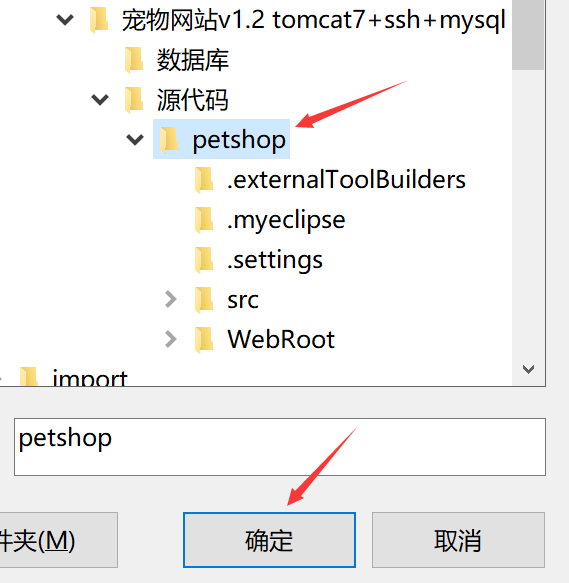 宠物网站v1.2 tomcat7+ssh+mysql
数据库
源代码
petshop
.externalToolBuilders
.myeclipse
.settings
src
WebRoot
import
petshop
件夹(M)
确定
取消